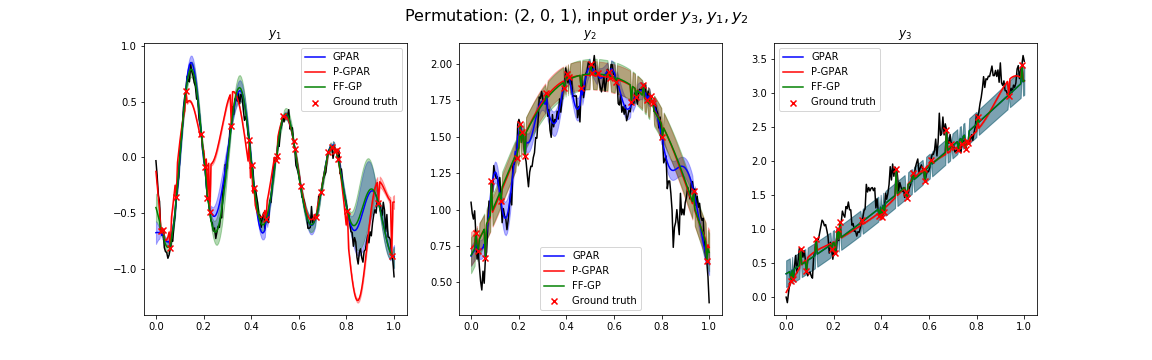 Permutation: (2, 0, 1), input order y₃, y₁, y₂
y₁
1.0
0.5
0.0
−0.5
−1.0
0.0 0.2 0.4 0.6 0.8 1.0
GPAR
P-GPAR
FF-GP
Ground truth
y₂
2.00
1.75
1.50
1.25
1.00
0.75
0.50
0.0 0.2 0.4 0.6 0.8 1.0
GPAR
P-GPAR
FF-GP
Ground truth
y₃
3.5
3.0
2.5
2.0
1.5
1.0
0.5
0.0
0.0 0.2 0.4 0.6 0.8 1.0
GPAR
P-GPAR
FF-GP
Ground truth